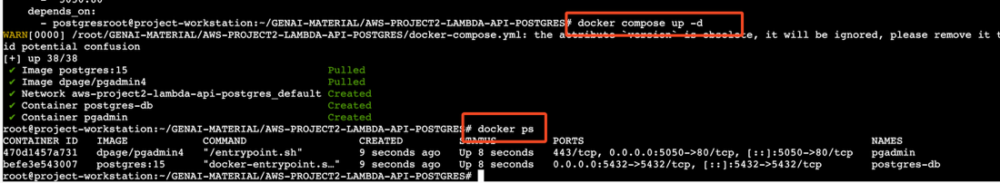 - 5050:80
depends_on:
- postgresroot@project-workstation:~/GENAI-MATERIAL/AWS-PROJECT2-LAMBDA-API-POSTGRES# docker compose up -d
WARN[0000] /root/GENAI-MATERIAL/AWS-PROJECT2-LAMBDA-API-POSTGRES/docker-compose.yml: the attribute `version` is obsolete, it will be ignored, please remove it t
id potential confusion
[+] up 38/38
✔ Image postgres:15 Pulled
✔ Image dpage/pgadmin4 Pulled
✔ Network aws-project2-lambda-api-postgres_default Created
✔ Container postgres-db Created
✔ Container pgadmin Created
root@project-workstation:~/GENAI-MATERIAL/AWS-PROJECT2-LAMBDA-API-POSTGRES# docker ps
CONTAINER ID IMAGE COMMAND CREATED STATUS PORTS NAMES
470d1457a731 dpage/pgadmin4 "/entrypoint.sh" 9 seconds ago Up 8 seconds 443/tcp, 0.0.0.0:5050->80/tcp, [::]:5050->80/tcp pgadmin
befe3e543007 postgres:15 "docker-entrypoint.s…" 9 seconds ago Up 8 seconds 0.0.0.0:5432->5432/tcp, [::]:5432->5432/tcp postgres-db
root@project-workstation:~/GENAI-MATERIAL/AWS-PROJECT2-LAMBDA-API-POSTGRES#